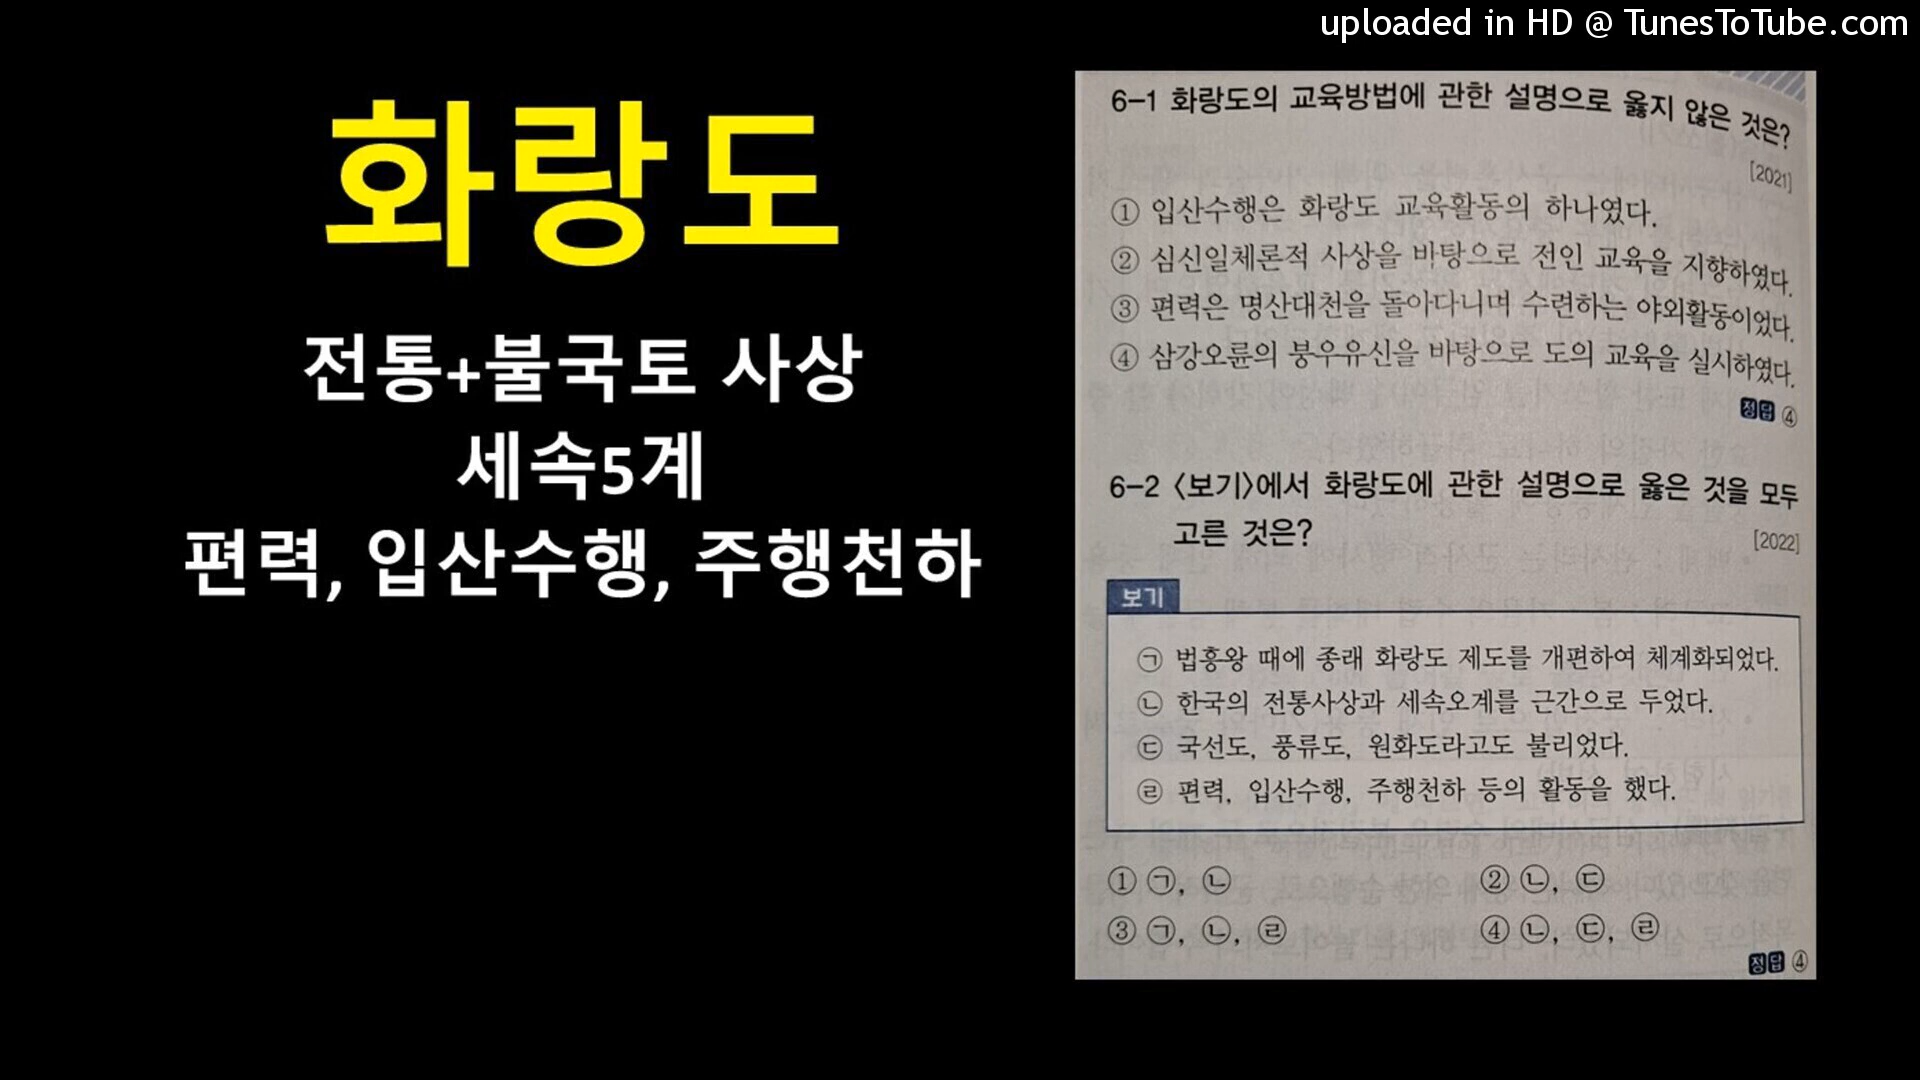 uploaded in HD @ TunesToTube.com
화랑도
전통+불국토 사상
세속5계
편력, 입산수행, 주행천하
6-1 화랑도의 교육방법에 관한 설명으로 옳지 않은 것은?
[2021]
① 입산수행은 화랑도 교육활동의 하나였다.
② 심신일체론적 사상을 바탕으로 전인 교육을 지향하였다.
③ 편력은 명산대천을 돌아다니며 수련하는 야외활동이었다.
④ 삼강오륜의 붕우유신을 바탕으로 도의 교육을 실시하였다.
정답 ④
6-2 <보기>에서 화랑도에 관한 설명으로 옳은 것을 모두
고른 것은?
[2022]
보기
㉠ 법흥왕 때에 종래 화랑도 제도를 개편하여 체계화되었다.
㉡ 한국의 전통사상과 세속오계를 근간으로 두었다.
㉢ 국선도, 풍류도, 원화도라고도 불리었다.
㉣ 편력, 입산수행, 주행천하 등의 활동을 했다.
① ㉠, ㉡ ② ㉡, ㉢
③ ㉠, ㉡, ㉣ ④ ㉡, ㉢, ㉣
정답 ④